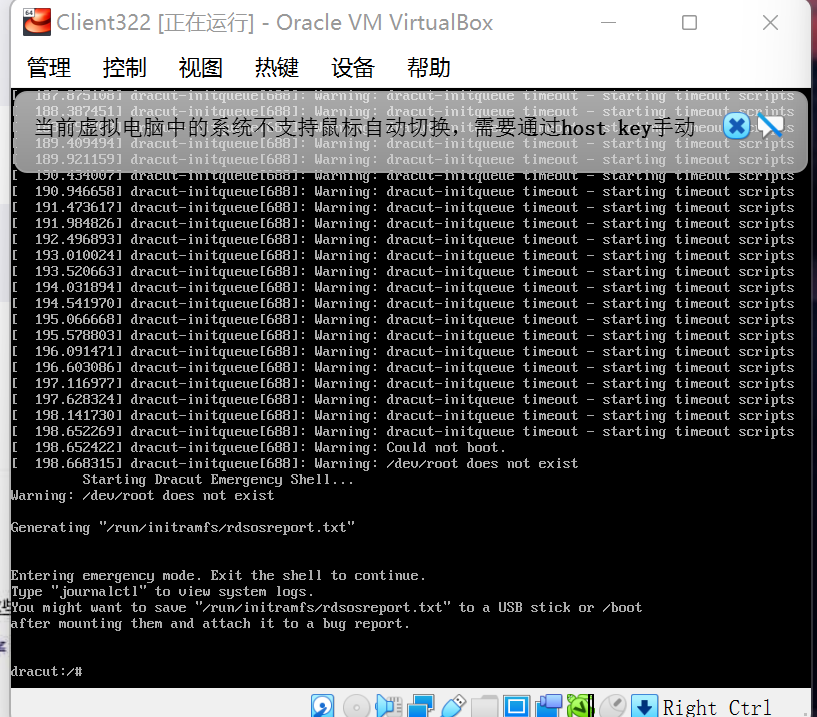 64
Client322 [正在运行] - Oracle VM VirtualBox
管理 控制 视图 热键 设备 帮助
[  187.875108] dracut-initqueue[688]: Warning: dracut-initqueue timeout - starting timeout scripts
[  188.387451] dracut-initqueue[688]: Warning: dracut-initqueue timeout - starting timeout scripts
当前虚拟电脑中的系统不支持鼠标自动切换，需要通过host key手动
[  189.409494] dracut-initqueue[688]: Warning: dracut-initqueue timeout - starting timeout scripts
[  189.921159] dracut-initqueue[688]: Warning: dracut-initqueue timeout - starting timeout scripts
[  190.434007] dracut-initqueue[688]: Warning: dracut-initqueue timeout - starting timeout scripts
[  190.946658] dracut-initqueue[688]: Warning: dracut-initqueue timeout - starting timeout scripts
[  191.473617] dracut-initqueue[688]: Warning: dracut-initqueue timeout - starting timeout scripts
[  191.984826] dracut-initqueue[688]: Warning: dracut-initqueue timeout - starting timeout scripts
[  192.496893] dracut-initqueue[688]: Warning: dracut-initqueue timeout - starting timeout scripts
[  193.010024] dracut-initqueue[688]: Warning: dracut-initqueue timeout - starting timeout scripts
[  193.520663] dracut-initqueue[688]: Warning: dracut-initqueue timeout - starting timeout scripts
[  194.031894] dracut-initqueue[688]: Warning: dracut-initqueue timeout - starting timeout scripts
[  194.541970] dracut-initqueue[688]: Warning: dracut-initqueue timeout - starting timeout scripts
[  195.066668] dracut-initqueue[688]: Warning: dracut-initqueue timeout - starting timeout scripts
[  195.578803] dracut-initqueue[688]: Warning: dracut-initqueue timeout - starting timeout scripts
[  196.091471] dracut-initqueue[688]: Warning: dracut-initqueue timeout - starting timeout scripts
[  196.603086] dracut-initqueue[688]: Warning: dracut-initqueue timeout - starting timeout scripts
[  197.116977] dracut-initqueue[688]: Warning: dracut-initqueue timeout - starting timeout scripts
[  197.628324] dracut-initqueue[688]: Warning: dracut-initqueue timeout - starting timeout scripts
[  198.141730] dracut-initqueue[688]: Warning: dracut-initqueue timeout - starting timeout scripts
[  198.652269] dracut-initqueue[688]: Warning: dracut-initqueue timeout - starting timeout scripts
[  198.652422] dracut-initqueue[688]: Warning: Could not boot.
[  198.668315] dracut-initqueue[688]: Warning: /dev/root does not exist
Starting Dracut Emergency Shell...
Warning: /dev/root does not exist
Generating "/run/initramfs/rdsosreport.txt"
Entering emergency mode. Exit the shell to continue.
Type "journalctl" to view system logs.
You might want to save "/run/initramfs/rdsosreport.txt" to a USB stick or /boot
after mounting them and attach it to a bug report.
dracut:/#
Right Ctrl